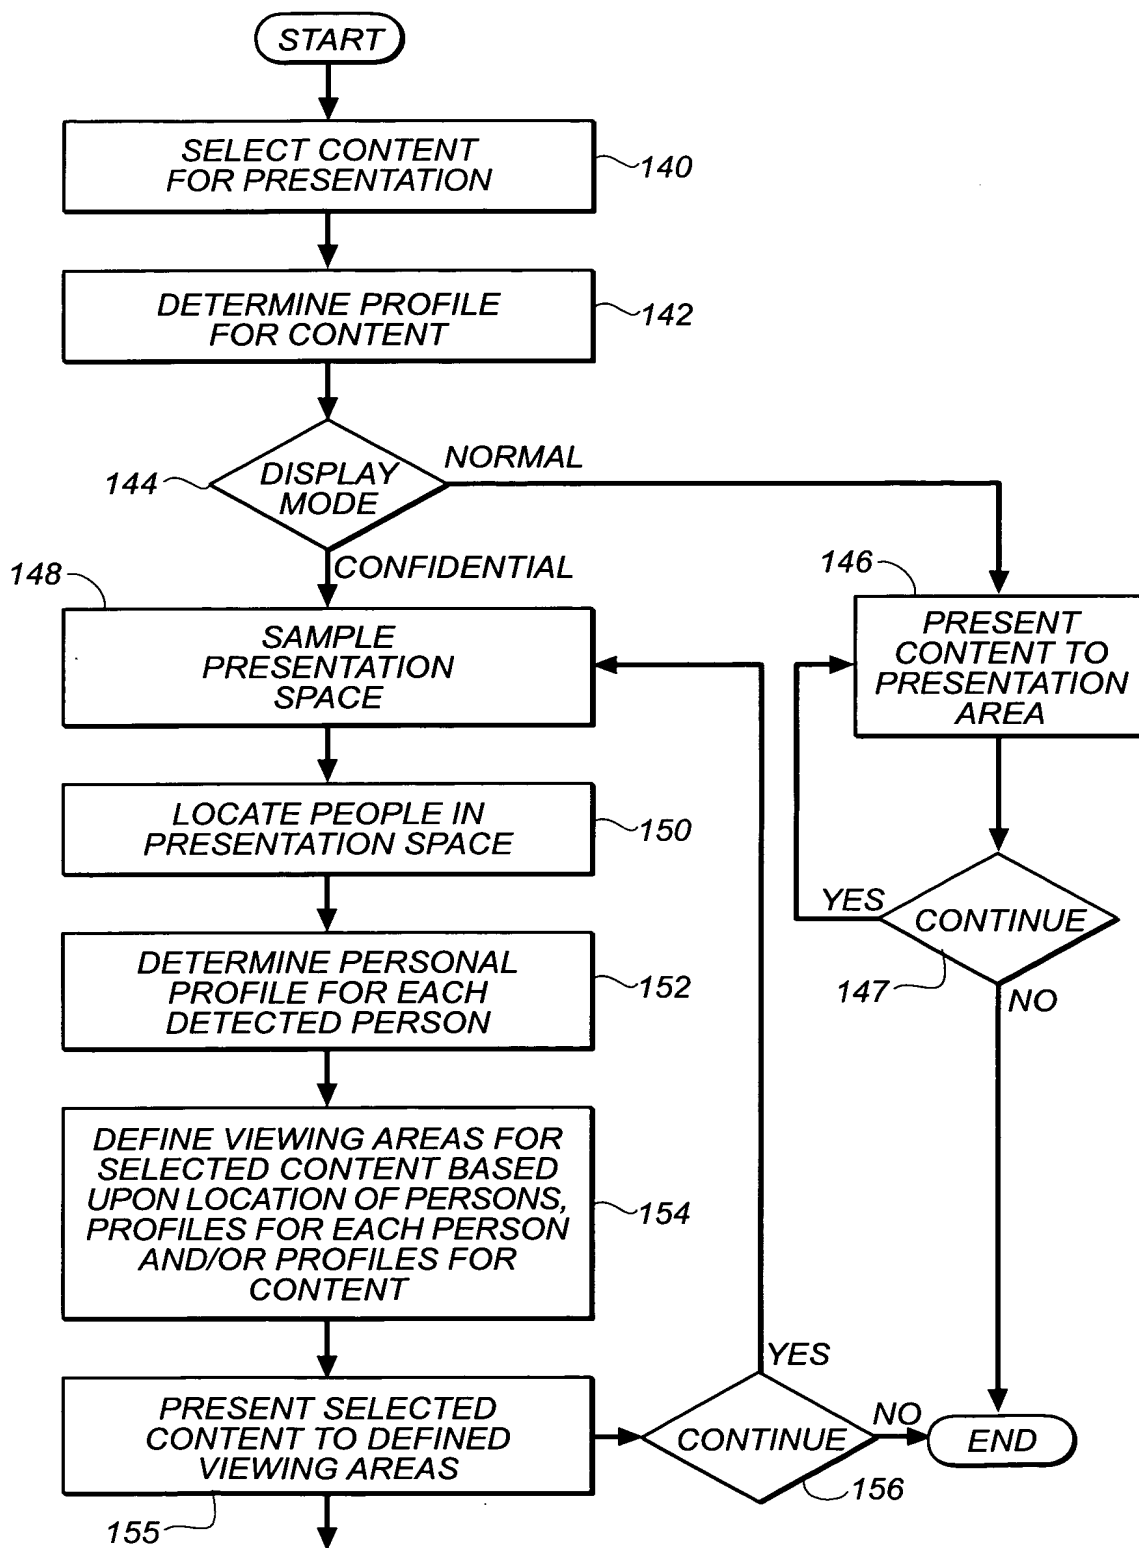 START
SELECT CONTENT
FOR PRESENTATION
140
DETERMINE PROFILE
FOR CONTENT
142
DISPLAY
MODE
144
NORMAL
CONFIDENTIAL
148
SAMPLE
PRESENTATION
SPACE
146
PRESENT
CONTENT TO
PRESENTATION
AREA
LOCATE PEOPLE IN
PRESENTATION SPACE
150
YES
CONTINUE
147
NO
DETERMINE PERSONAL
PROFILE FOR EACH
DETECTED PERSON
152
DEFINE VIEWING AREAS FOR
SELECTED CONTENT BASED
UPON LOCATION OF PERSONS,
PROFILES FOR EACH PERSON
AND/OR PROFILES FOR
CONTENT
154
YES
PRESENT SELECTED
CONTENT TO DEFINED
VIEWING AREAS
155
CONTINUE
156
NO
END